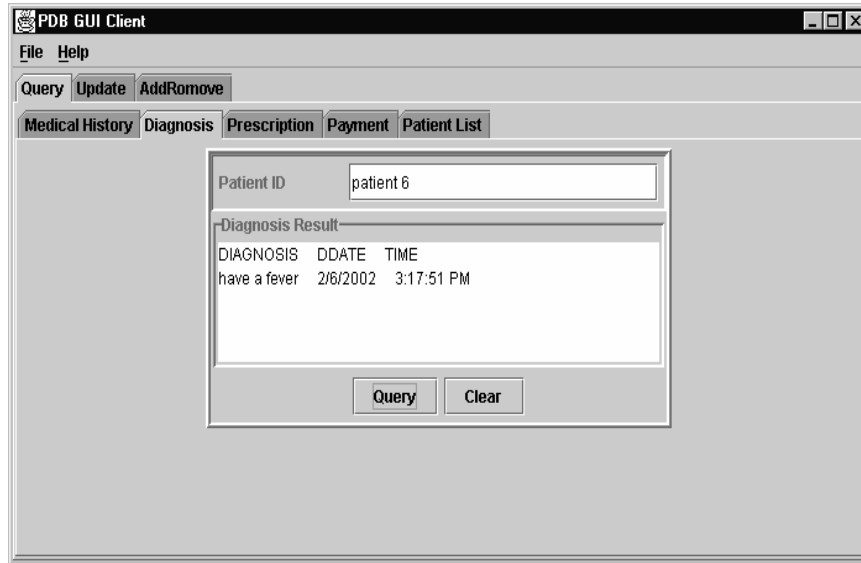 PDB GUI Client
File Help
Query Update AddRomove
Medical History Diagnosis Prescription Payment Patient List
Patient ID patient 6
Diagnosis Result
DIAGNOSIS DDATE TIME
have a fever 2/6/2002 3:17:51 PM
Query Clear